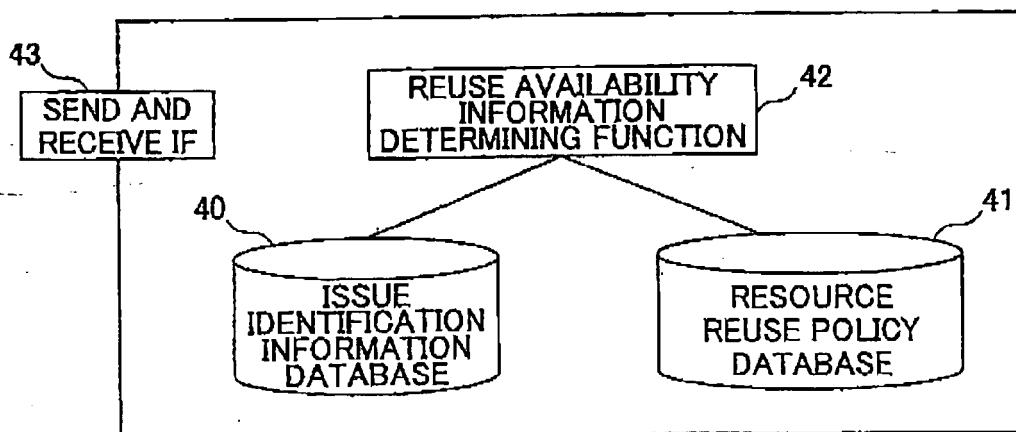 43
SEND AND
RECEIVE IF
REUSE AVAILABILITY
INFORMATION
DETERMINING FUNCTION
42
40
ISSUE
IDENTIFICATION
INFORMATION
DATABASE
41
RESOURCE
REUSE POLICY
DATABASE